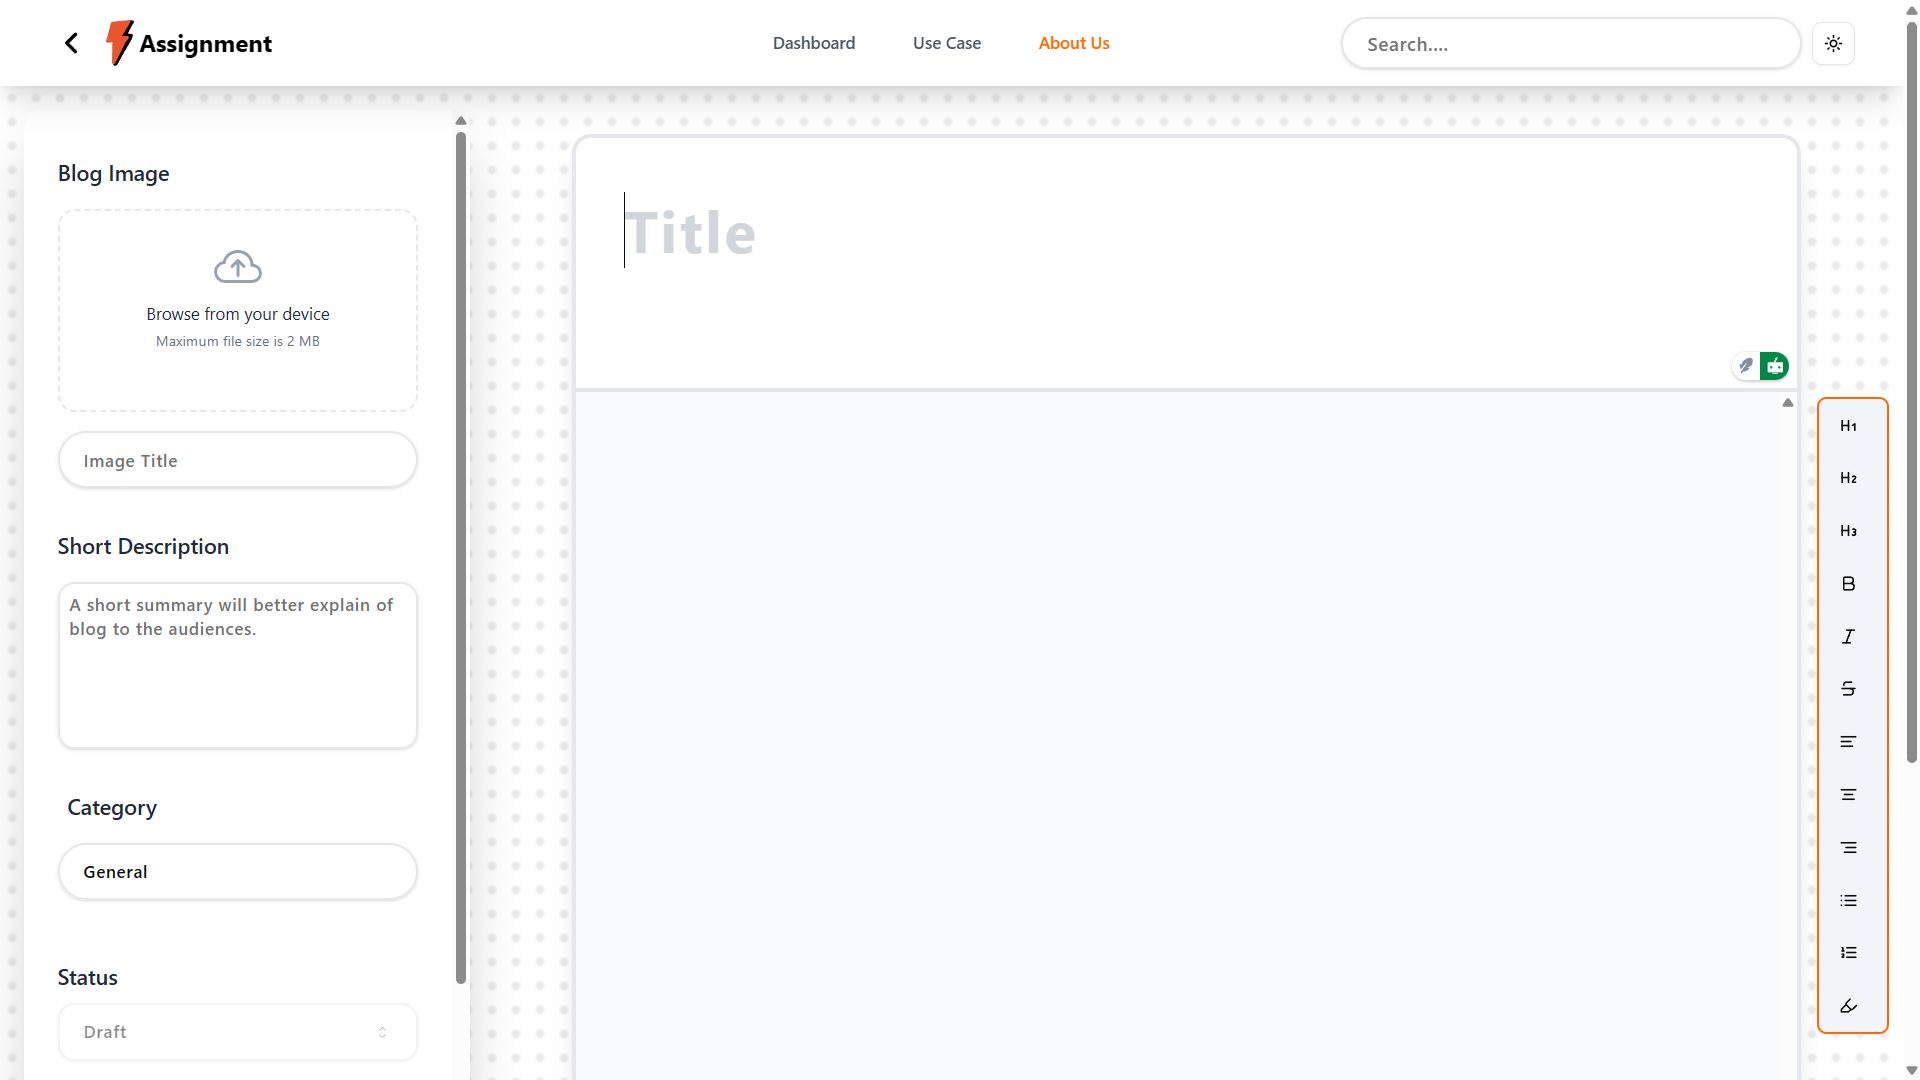 Assignment
Dashboard
Use Case
About Us
Search....
Blog Image
Browse from your device
Maximum file size is 2 MB
Image Title
Short Description
A short summary will better explain of
blog to the audiences.
Category
General
Status
Draft
Title
H1
H2
H3
B
I
S